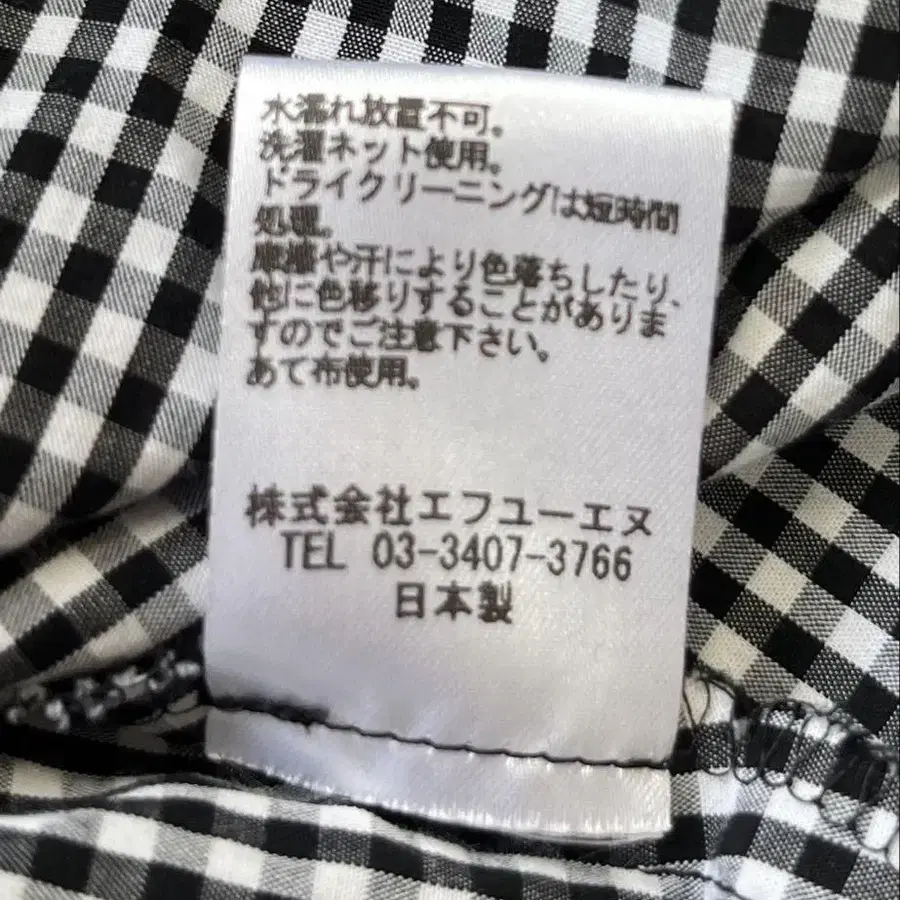 水濡れ放置不可。
洗濯ネット使用。
ドライクリーニングは短時間
処理。
摩擦や汗により色落ちしたり、
他に色移りすることがありま
すのでご注意下さい。
あて布使用。
株式会社エフユーエヌ
TEL 03-3407-3766
日本製